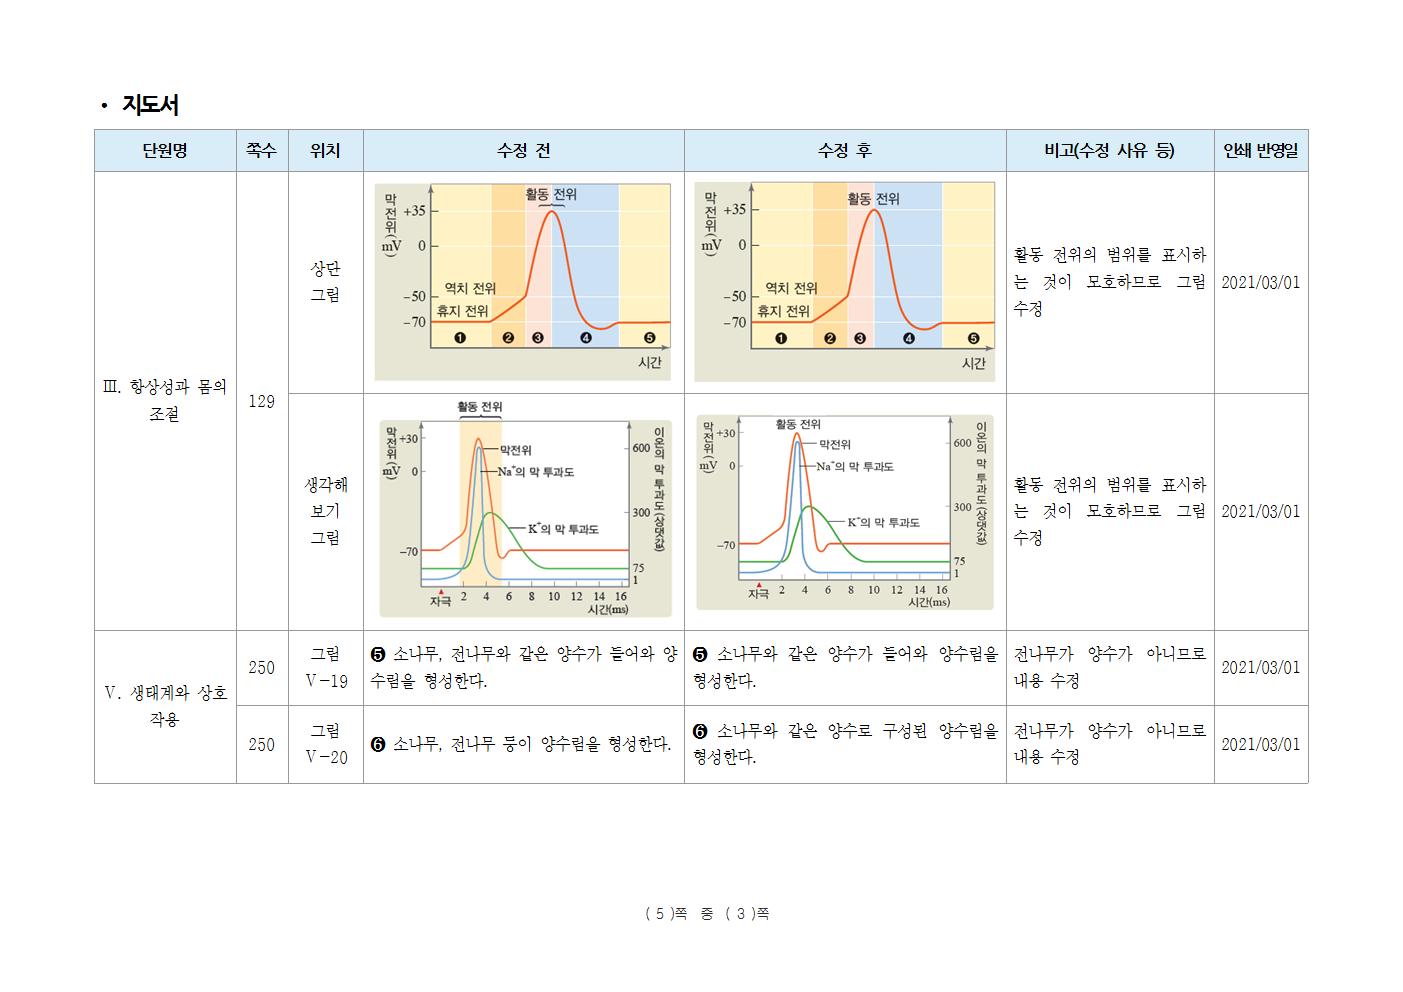 • 지도서
단원명 쪽수 위치 수정 전 수정 후 비고(수정 사유 등) 인쇄 반영일
Ⅲ. 항상성과 몸의
조절
129
상단
그림
막전위(mV)
활동 전위
+35
0
역치 전위
-50
휴지 전위
-70
❶ ❷ ❸ ❹ ❺
시간
막전위(mV)
활동 전위
+35
0
역치 전위
-50
휴지 전위
-70
❶ ❷ ❸ ❹ ❺
시간
활동 전위의 범위를 표시하
는 것이 모호하므로 그림
수정
2021/03/01
생각해
보기
그림
활동 전위
막전위(mV)
+30
0
-70
막전위
Na⁺의 막 투과도
K⁺의 막 투과도
이온의 막 투과도(상댓값)
600
300
75
1
자극 2 4 6 8 10 12 14 16
시간(ms)
활동 전위
막전위(mV)
+30
0
-70
막전위
Na⁺의 막 투과도
K⁺의 막 투과도
이온의 막 투과도(상댓값)
600
300
75
1
자극 2 4 6 8 10 12 14 16
시간(ms)
활동 전위의 범위를 표시하
는 것이 모호하므로 그림
수정
2021/03/01
Ⅴ. 생태계와 상호
작용
250
그림
Ⅴ-19
❺ 소나무, 전나무와 같은 양수가 들어와 양
수림을 형성한다.
❺ 소나무와 같은 양수가 들어와 양수림을
형성한다.
전나무가 양수가 아니므로
내용 수정
2021/03/01
250
그림
Ⅴ-20
❻ 소나무, 전나무 등이 양수림을 형성한다.
❻ 소나무와 같은 양수로 구성된 양수림을
형성한다.
전나무가 양수가 아니므로
내용 수정
2021/03/01
( 5 )쪽 중 ( 3 )쪽